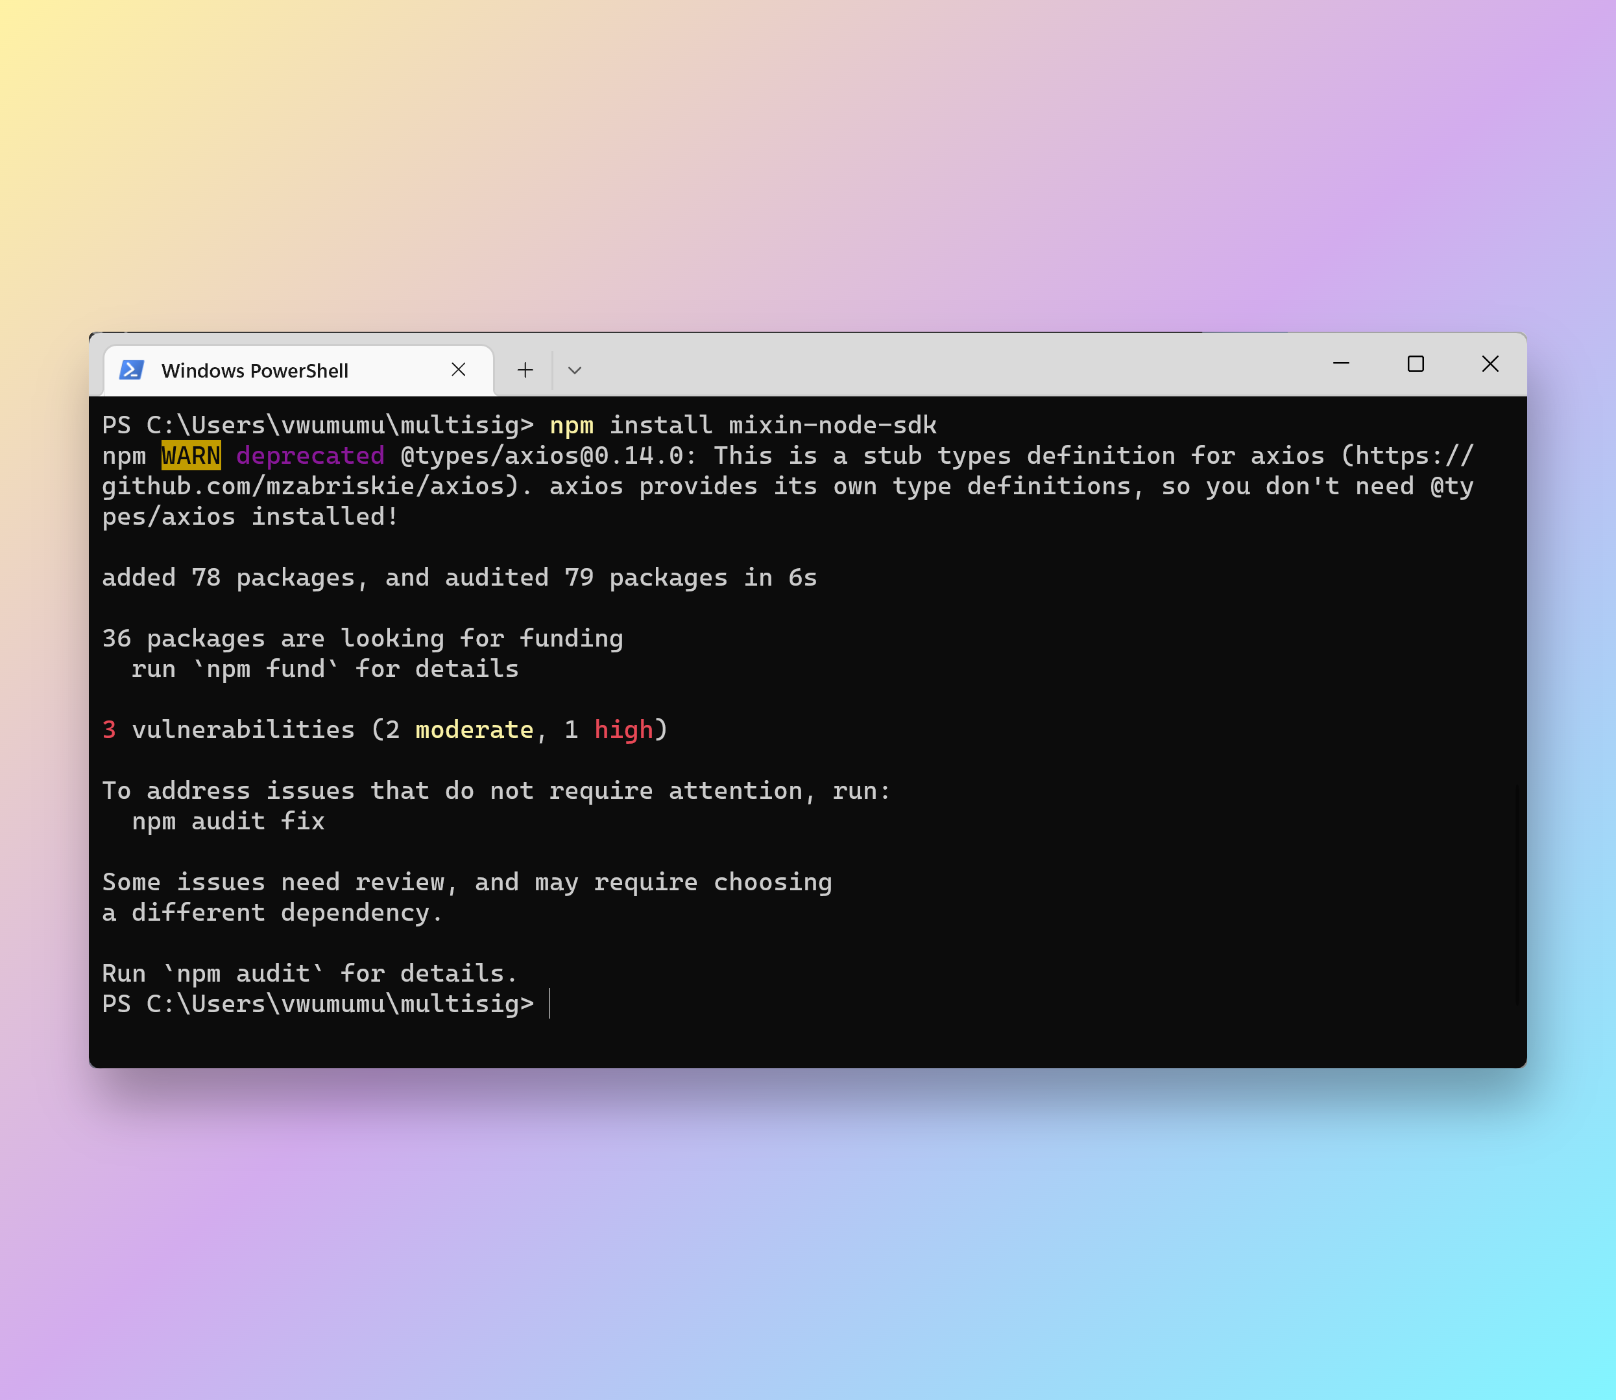 Windows PowerShell
PS C:\Users\vwumumu\multisig> npm install mixin-node-sdk
npm WARN deprecated @types/axios@0.14.0: This is a stub types definition for axios (https://
github.com/mzabriskie/axios). axios provides its own type definitions, so you don't need @ty
pes/axios installed!
added 78 packages, and audited 79 packages in 6s
36 packages are looking for funding
  run `npm fund` for details
3 vulnerabilities (2 moderate, 1 high)
To address issues that do not require attention, run:
  npm audit fix
Some issues need review, and may require choosing
a different dependency.
Run `npm audit` for details.
PS C:\Users\vwumumu\multisig>